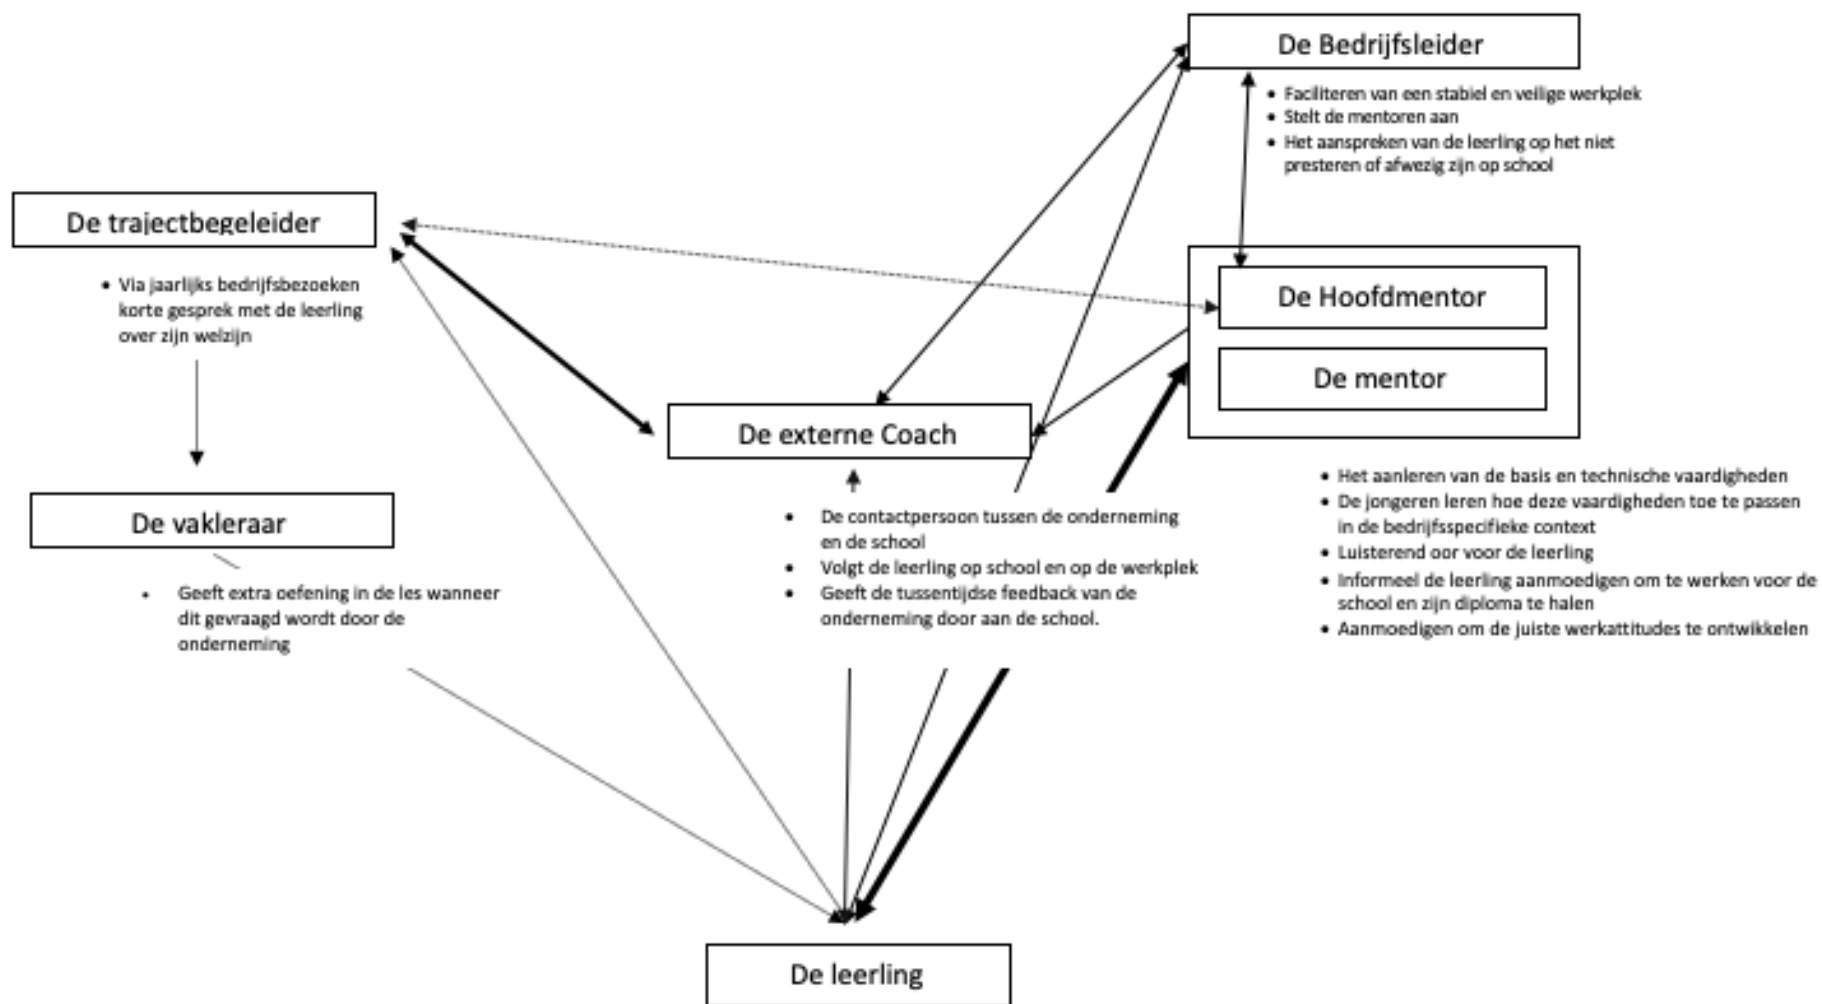 De Bedrijfsleider
• Faciliteren van een stabiel en veilige werkplek
• Stelt de mentoren aan
• Het aanspreken van de leerling op het niet
presteren of afwezig zijn op school
De trajectbegeleider
• Via jaarlijks bedrijfsbezoeken
korte gesprek met de leerling
over zijn welzijn
De Hoofdmentor
De mentor
• Het aanleren van de basis en technische vaardigheden
• De jongeren leren hoe deze vaardigheden toe te passen
in de bedrijfsspecifieke context
• Luisterend oor voor de leerling
• Informeel de leerling aanmoedigen om te werken voor de
school en zijn diploma te halen
• Aanmoedigen om de juiste werkattitudes te ontwikkelen
De externe Coach
• De contactpersoon tussen de onderneming
en de school
• Volgt de leerling op school en op de werkplek
• Geeft de tussentijdse feedback van de
onderneming door aan de school.
De vakleraar
• Geeft extra oefening in de les wanneer
dit gevraagd wordt door de
onderneming
De leerling